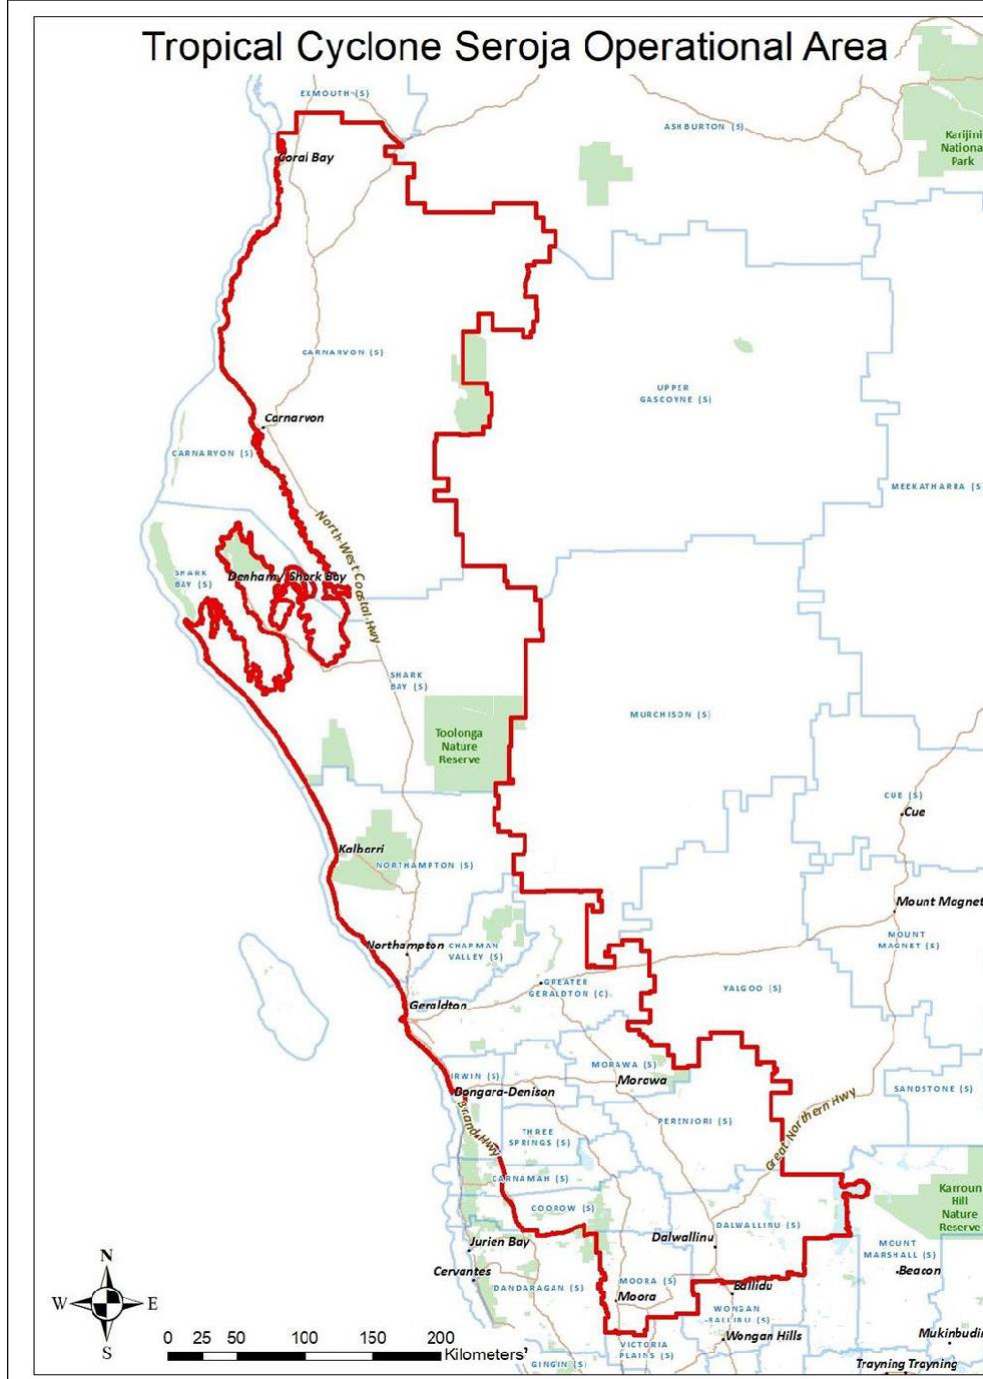 Tropical Cyclone Seroja Operational Area
EXMOUTH (S)
ASHBURTON (S)
Karijini
Nationa
Park
Coral Bay
CARNARVON (S)
UPPER
GASCOYNE (S)
Carnarvon
CARNARVON (S)
MEEKATHARRA (S
North West Coastal Hwy
SHARK
BAY (S)
Denham / Shark Bay
SHARK
BAY (S)
MURCHISON (S)
Toolonga
Nature
Reserve
CUE (S)
Cue
Kalbarri
NORTHAMPTON (S)
Mount Magnet
MOUNT
MAGNET (S)
Northampton
CHAPMAN
VALLEY (S)
GREATER
GERALDTON (C)
YALGOO (S)
Geraldton
IRWIN (S)
MORAWA (S)
Morawa
SANDSTONE (S)
Dongara-Denison
Brand Hwy
PERENJORI (S)
Great Northern Hwy
THREE
SPRINGS (S)
CARNAMAH (S)
Karroun
Hill
Nature
Reserve
COOROW (S)
DALWALLINU (S)
Dalwallinu
Jurien Bay
MOUNT
MARSHALL (S)
Cervantes
Beacon
DANDARAGAN (S)
MOORA (S)
Moora
Ballidu
WONGAN
-BALLIDU (S)
Wongan Hills
Mukinbudin
VICTORIA
PLAINS (S)
GINGIN (S)
Trayning Trayning
N
W E
S
0 25 50 100 150 200
Kilometers'